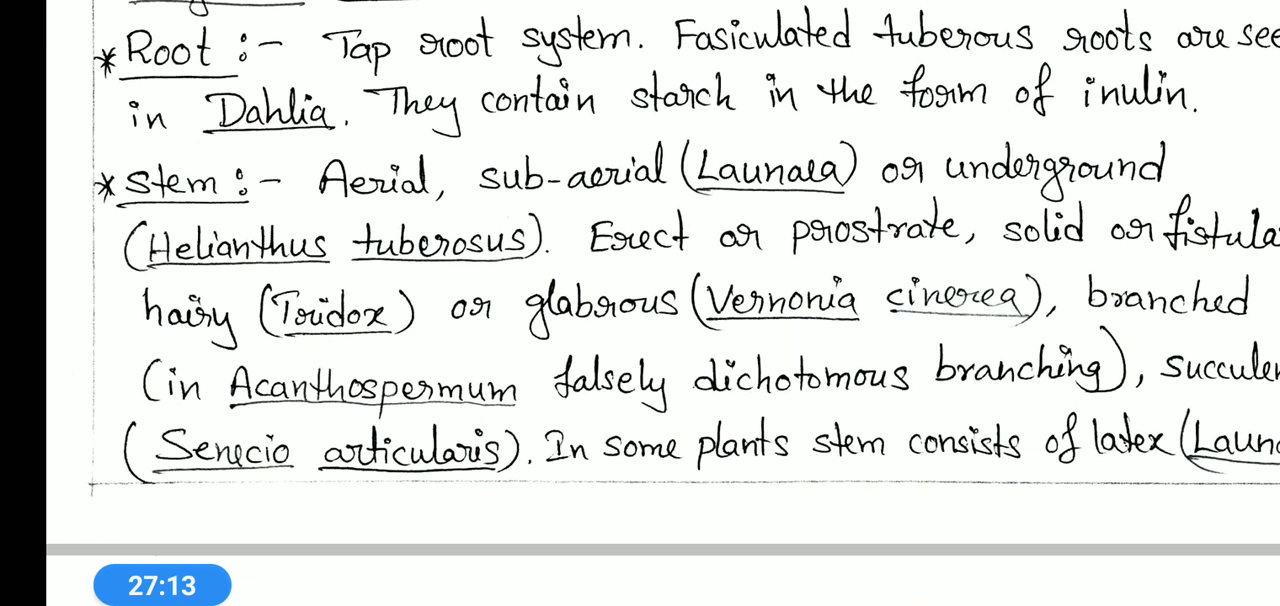 * Root :- Tap root system. Fasiculated tuberous roots are see
in Dahlia. They contain starch in the form of inulin.
* Stem :- Aerial, sub-aerial (Launaea) or underground
(Helianthus tuberosus). Erect or prostrate, solid or fistula
hairy (Tridox) or glabrous (Vernonia cinerea), branched
(in Acanthospermum falsely dichotomous branching), succulen
(Senecio articularis). In some plants stem consists of latex (Launa
27:13